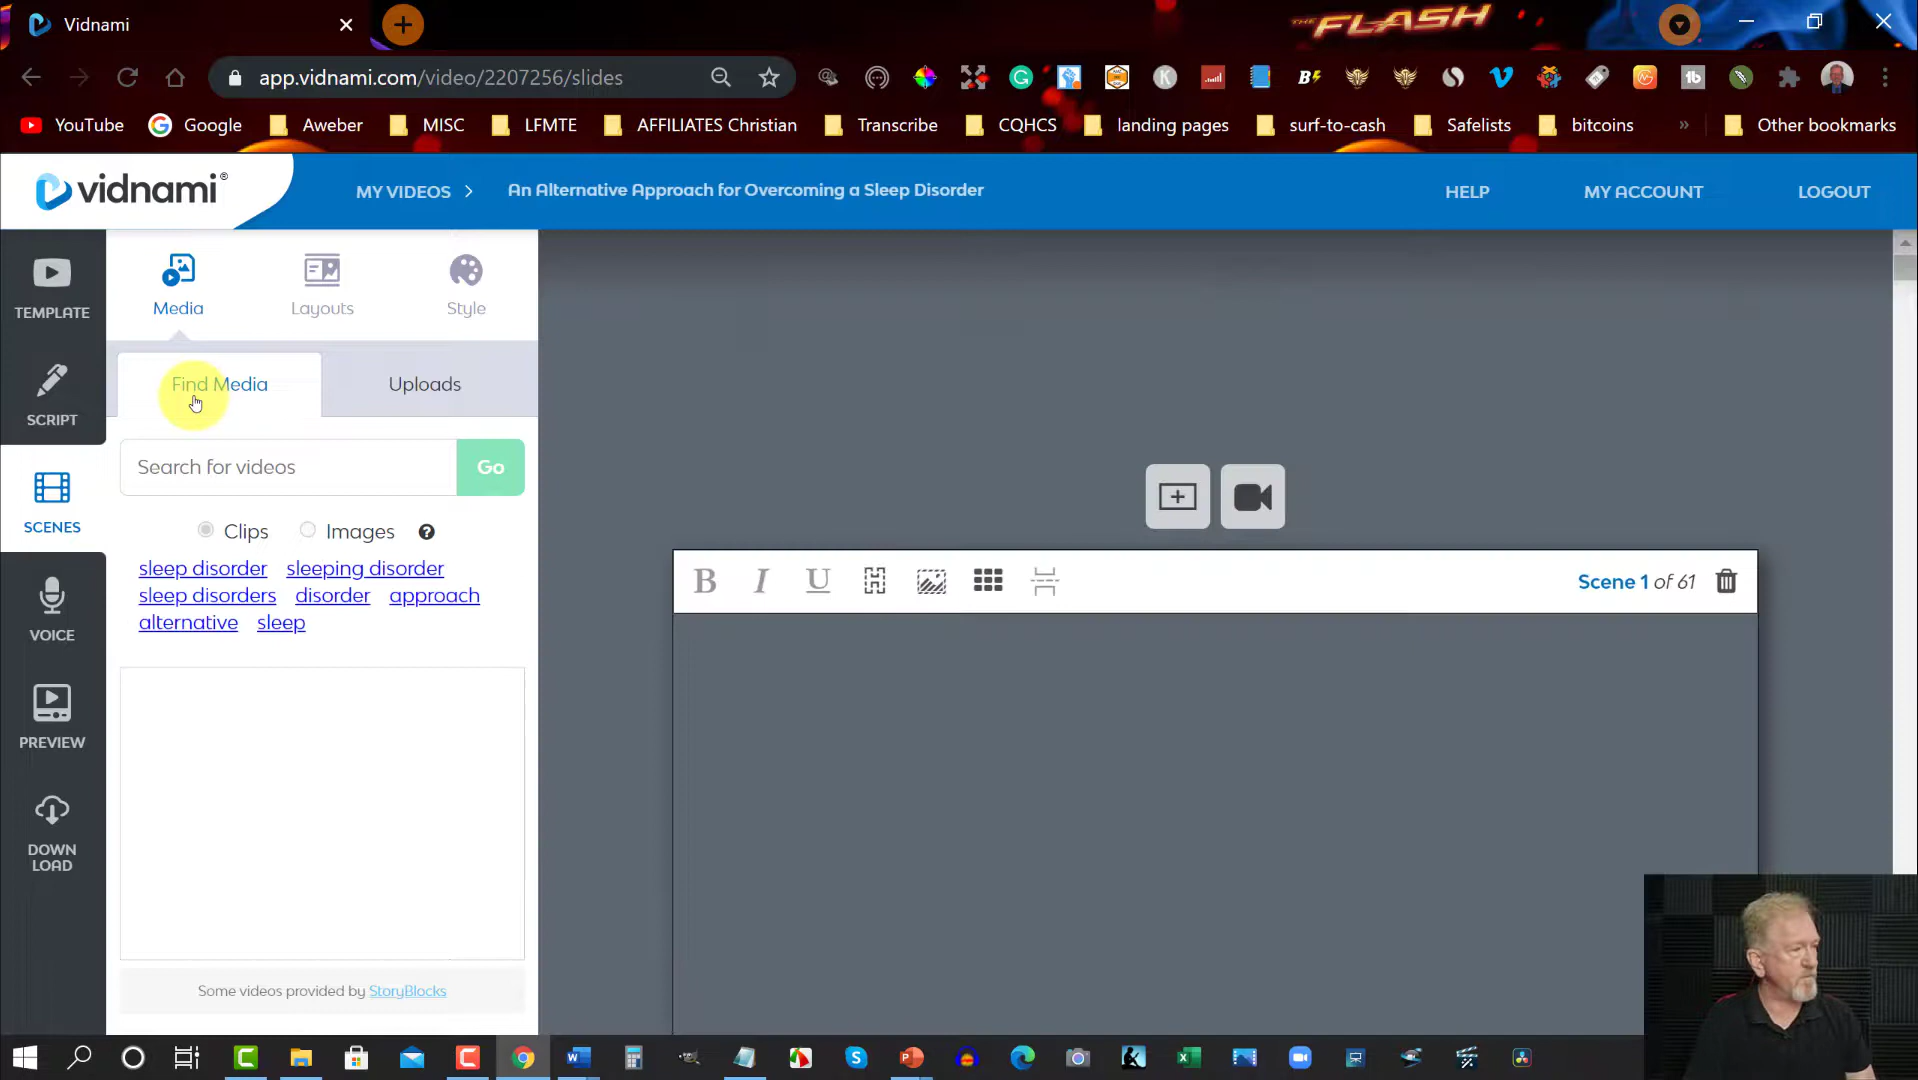 Vidnami
THE FLASH
app.vidnami.com/video/2207256/slides
YouTube Google Aweber MISC LFMTE AFFILIATES Christian Transcribe CQHCS landing pages surf-to-cash Safelists bitcoins » Other bookmarks
vidnami® MY VIDEOS > An Alternative Approach for Overcoming a Sleep Disorder HELP MY ACCOUNT LOGOUT
TEMPLATE
SCRIPT
SCENES
VOICE
PREVIEW
DOWN
LOAD
Media Layouts Style
Find Media Uploads
Search for videos Go
Clips Images ?
sleep disorder sleeping disorder
sleep disorders disorder approach
alternative sleep
Some videos provided by StoryBlocks
B I U H Scene 1 of 61